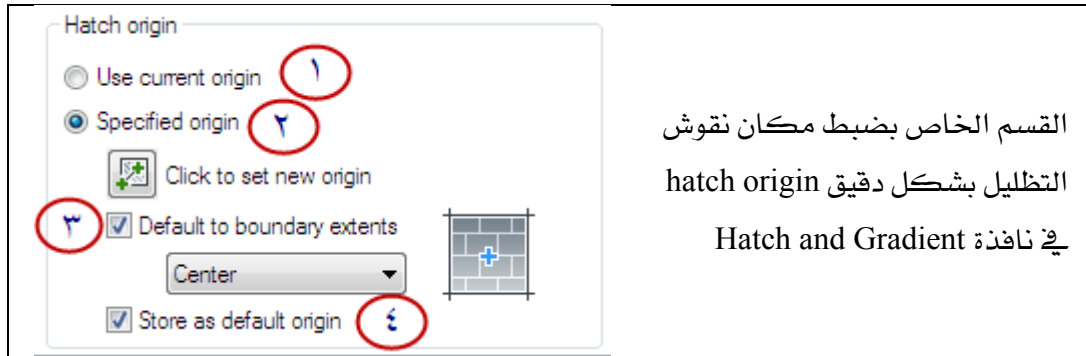 Hatch origin
Use current origin ١
Specified origin ٢
Click to set new origin
٣ Default to boundary extents
Center
Store as default origin ٤
القسم الخاص بضبط مكان نقوش
التظليل بشكل دقيق hatch origin
في نافذة Hatch and Gradient